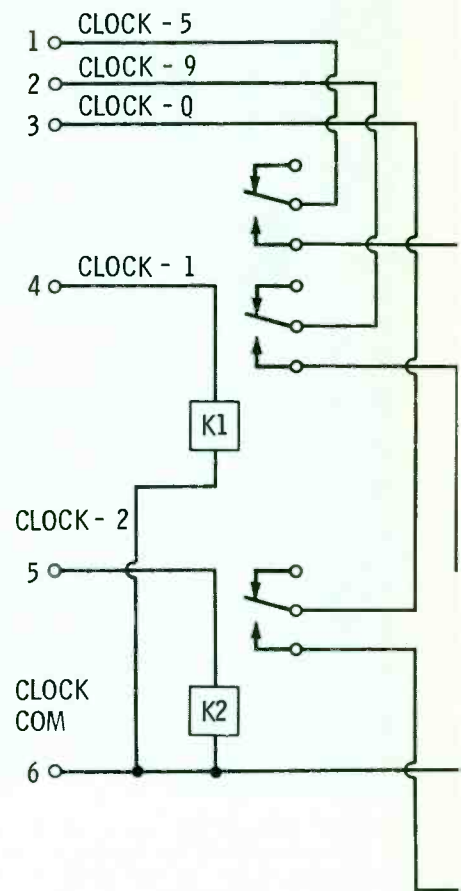 1 CLOCK - 5
2 CLOCK - 9
3 CLOCK - Q
4 CLOCK - 1
K1
CLOCK - 2
5
K2
CLOCK
COM
6